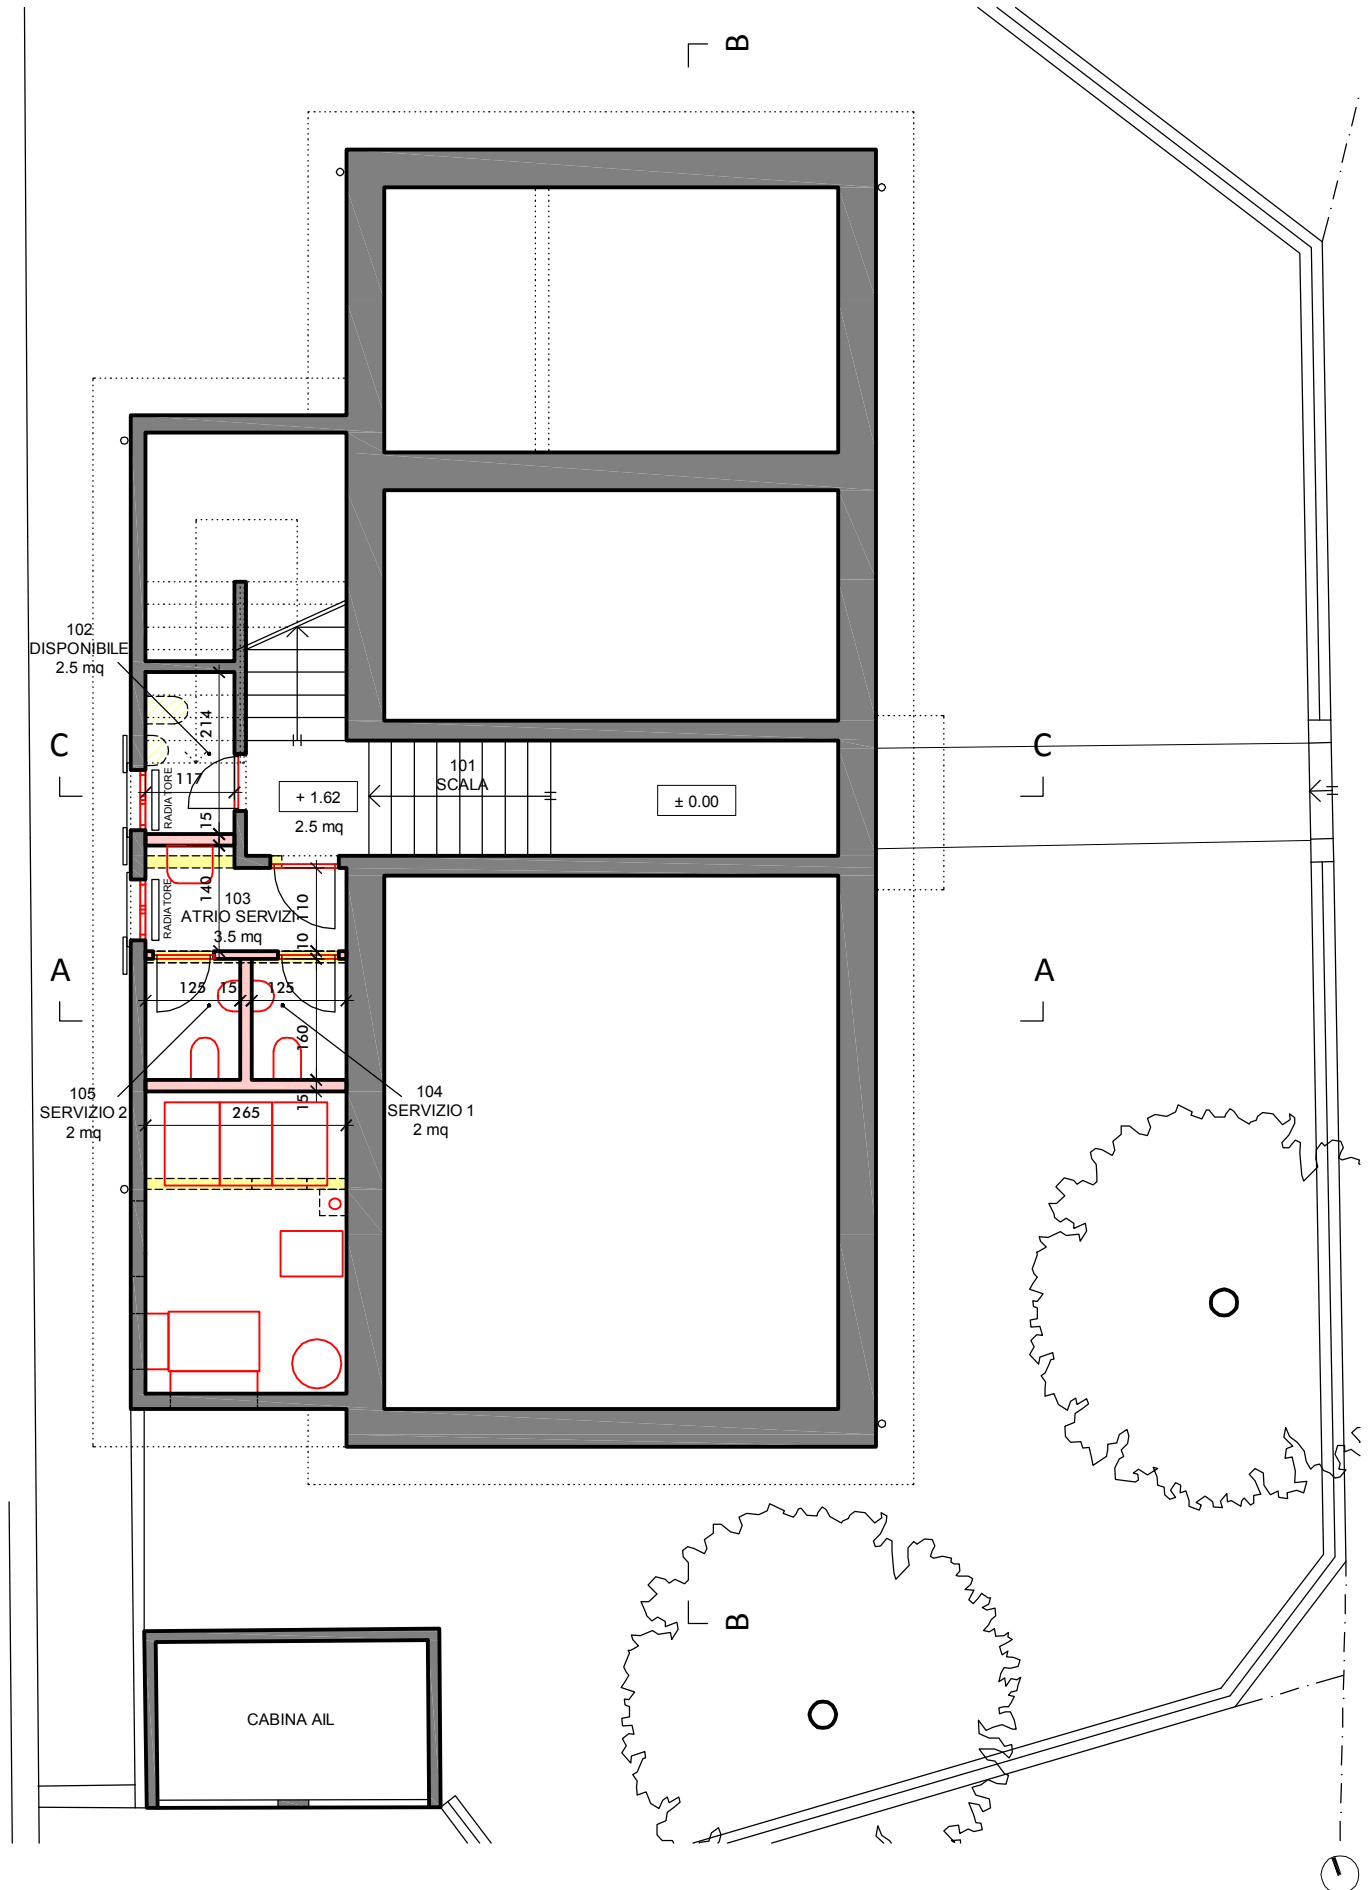 B
102
DISPONIBILE
2.5 mq
214
C
C
101
SCALA
117
RADIATORE
+ 1.62
± 0.00
2.5 mq
15
140
RADIATORE
103
ATRIO SERVIZI
3.5 mq
110
10
A
A
125
15
125
160
105
SERVIZIO 2
2 mq
104
SERVIZIO 1
2 mq
15
265
B
CABINA AIL